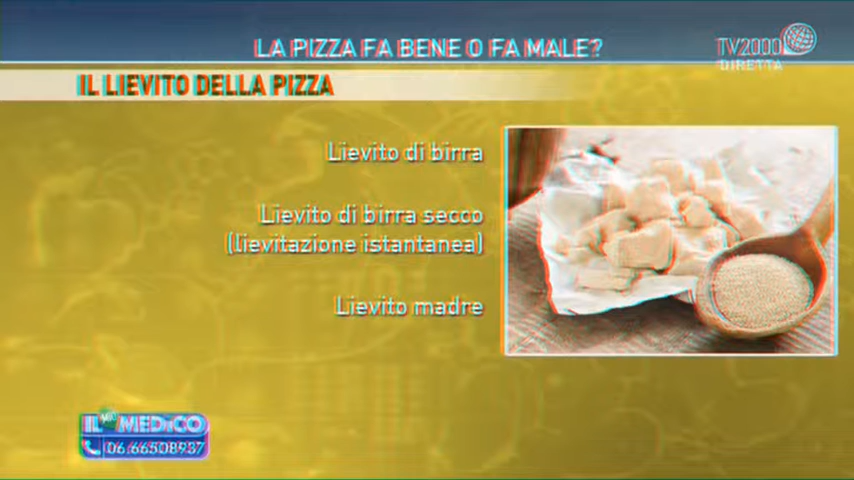 LA PIZZA FA BENE O FA MALE?
TV2000
DIRETTA
IL LIEVITO DELLA PIZZA
Lievito di birra
Lievito di birra secco
(lievitazione istantanea)
Lievito madre
IL MIO MEDICO
06.66508937